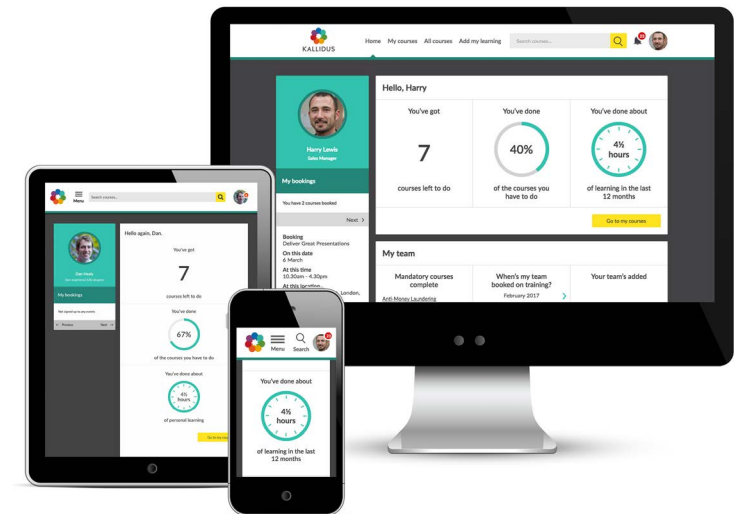 KALLIDUS
Home My courses All courses Add my learning
Search courses...
Harry Lewis
Sales Manager
My bookings
You have 2 courses booked
Next >
Booking
Deliver Great Presentations
On this date
6 March
At this time
10.30am - 4.30pm
At this location
London,
Hello, Harry
You've got
7
courses left to do
You've done
40%
of the courses you
have to do
You've done about
4½
hours
of learning in the last
12 months
Go to my courses
My team
Mandatory courses
complete
Anti-Money Laundering
When's my team
booked on training?
February 2017
Your team's added
Menu
Search courses...
My bookings
Next
Hello again, Dan.
You've got
7
courses left to do
You've done
67%
of the courses you have to do
You've done about
4½
hours
of personal learning
Go to my cour
Menu
Search
You've done about
4½
hours
of learning in the last
12 months